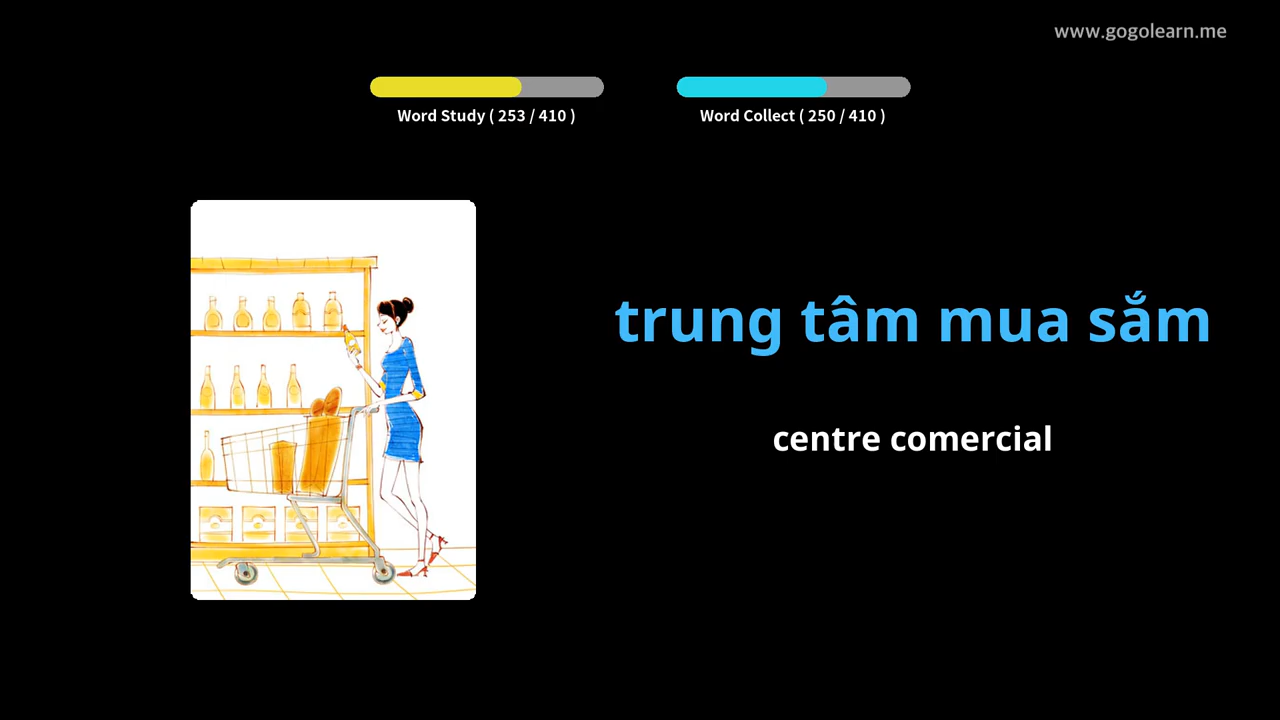 www.gogolearn.me
Word Study ( 253 / 410 )
Word Collect ( 250 / 410 )
trung tâm mua sắm
centre comercial